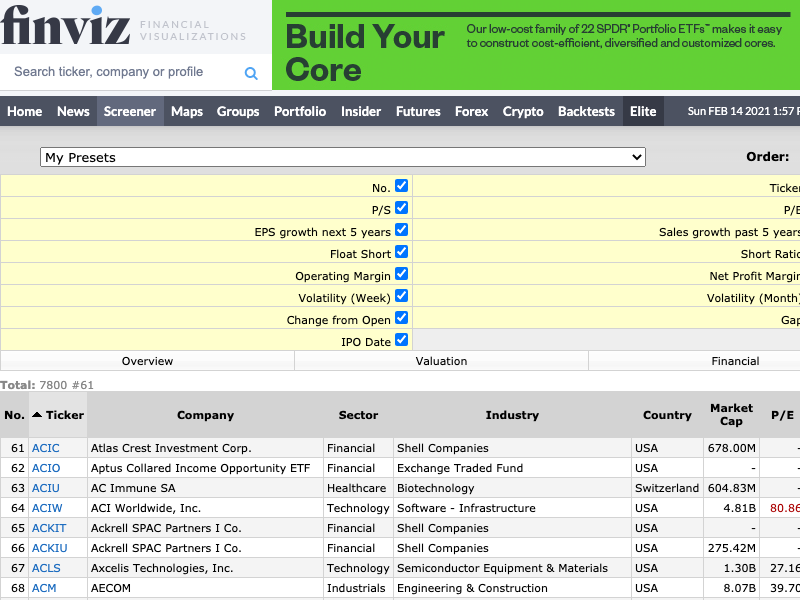 finviz FINANCIAL VISUALIZATIONS
Search ticker, company or profile
Build Your Core
Our low-cost family of 22 SPDR® Portfolio ETFs™ makes it easy
to construct cost-efficient, diversified and customized cores.
Home News Screener Maps Groups Portfolio Insider Futures Forex Crypto Backtests Elite Sun FEB 14 2021 1:57 P
My Presets Order:
No. Ticker
P/S P/E
EPS growth next 5 years Sales growth past 5 years
Float Short Short Ratio
Operating Margin Net Profit Margin
Volatility (Week) Volatility (Month)
Change from Open Gap
IPO Date
Overview Valuation Financial
Total: 7800 #61
No. Ticker Company Sector Industry Country Market Cap P/E
61 ACIC Atlas Crest Investment Corp. Financial Shell Companies USA 678.00M -
62 ACIO Aptus Collared Income Opportunity ETF Financial Exchange Traded Fund USA - -
63 ACIU AC Immune SA Healthcare Biotechnology Switzerland 604.83M -
64 ACIW ACI Worldwide, Inc. Technology Software - Infrastructure USA 4.81B 80.86
65 ACKIT Ackrell SPAC Partners I Co. Financial Shell Companies USA - -
66 ACKIU Ackrell SPAC Partners I Co. Financial Shell Companies USA 275.42M -
67 ACLS Axcelis Technologies, Inc. Technology Semiconductor Equipment & Materials USA 1.30B 27.16
68 ACM AECOM Industrials Engineering & Construction USA 8.07B 39.70